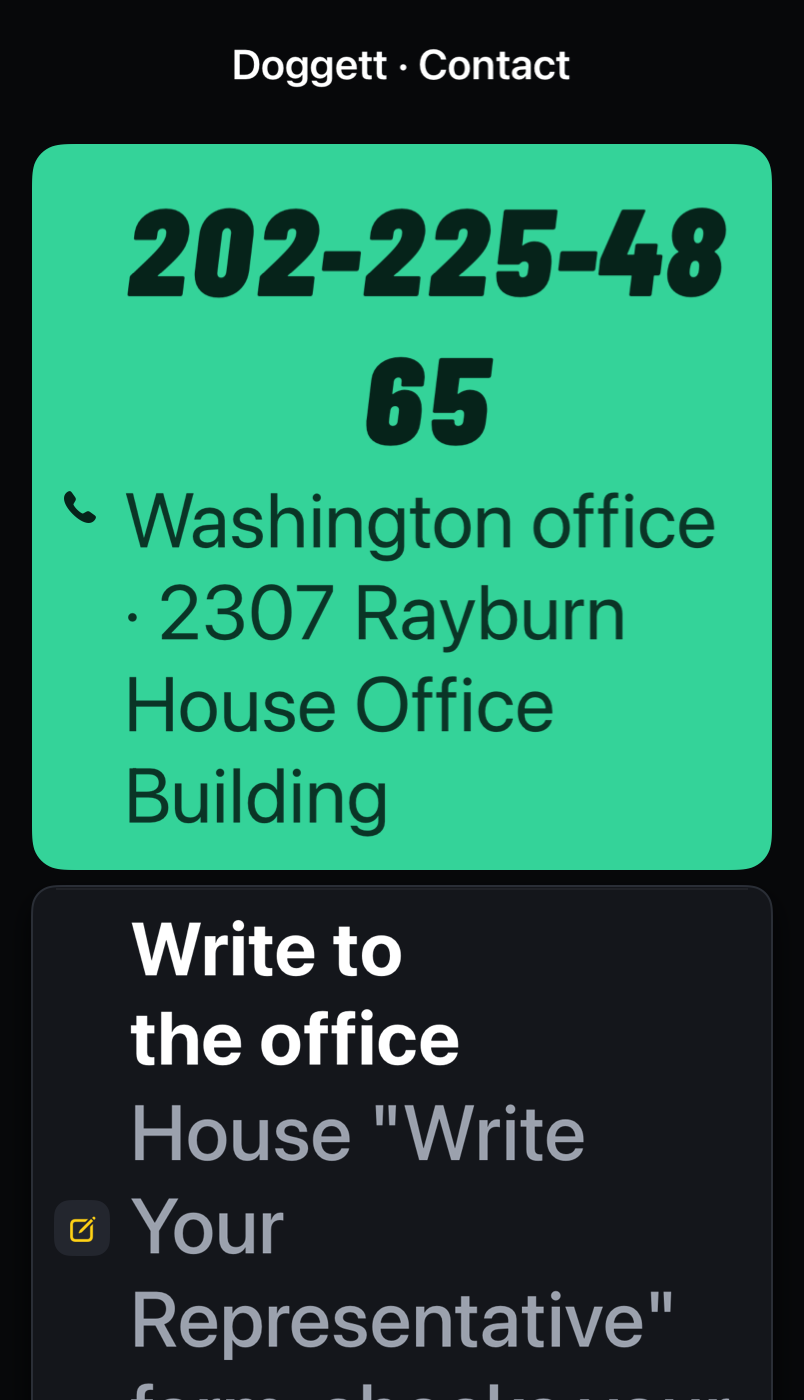 Doggett · Contact
202-225-48
65
Washington office
· 2307 Rayburn
House Office
Building
Write to
the office
House "Write
Your
Representative"